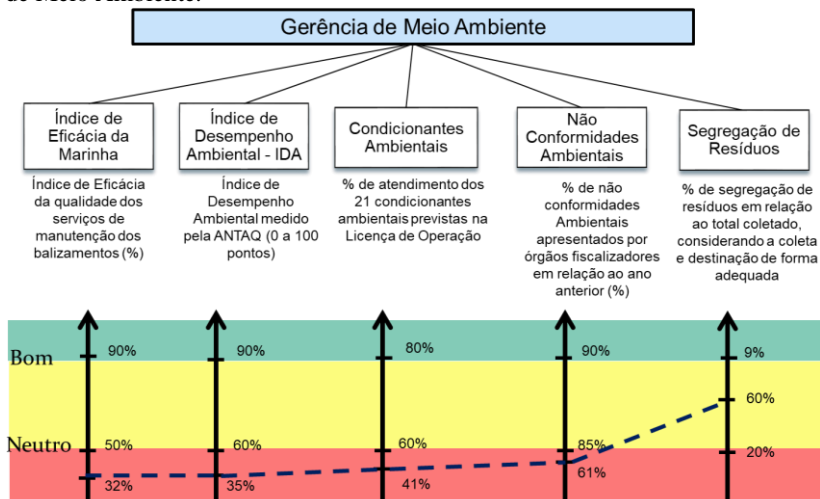 de Meio Ambiente.
Gerência de Meio Ambiente
Índice de
Eficácia da
Marinha
Índice de
Desempenho
Ambiental - IDA
Condicionantes
Ambientais
Não
Conformidades
Ambientais
Segregação de
Resíduos
Índice de Eficácia
da qualidade dos
serviços de
manutenção dos
balizamentos (%)
Índice de
Desempenho
Ambiental medido
pela ANTAQ (0 a 100
pontos)
% de atendimento dos
21 condicionantes
ambientais previstas na
Licença de Operação
% de não
conformidades
Ambientais
apresentados por
órgãos fiscalizadores
em relação ao ano
anterior (%)
% de segregação de
resíduos em relação
ao total coletado,
considerando a coleta
e destinação de forma
adequada
Bom
90%
90%
80%
90%
9%
60%
Neutro
50%
60%
60%
85%
20%
32%
35%
41%
61%